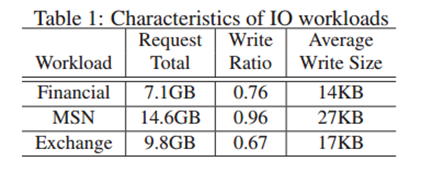 Table 1: Characteristics of IO workloads
Request Write Average
Workload Total Ratio Write Size
Financial 7.1GB 0.76 14KB
MSN 14.6GB 0.96 27KB
Exchange 9.8GB 0.67 17KB